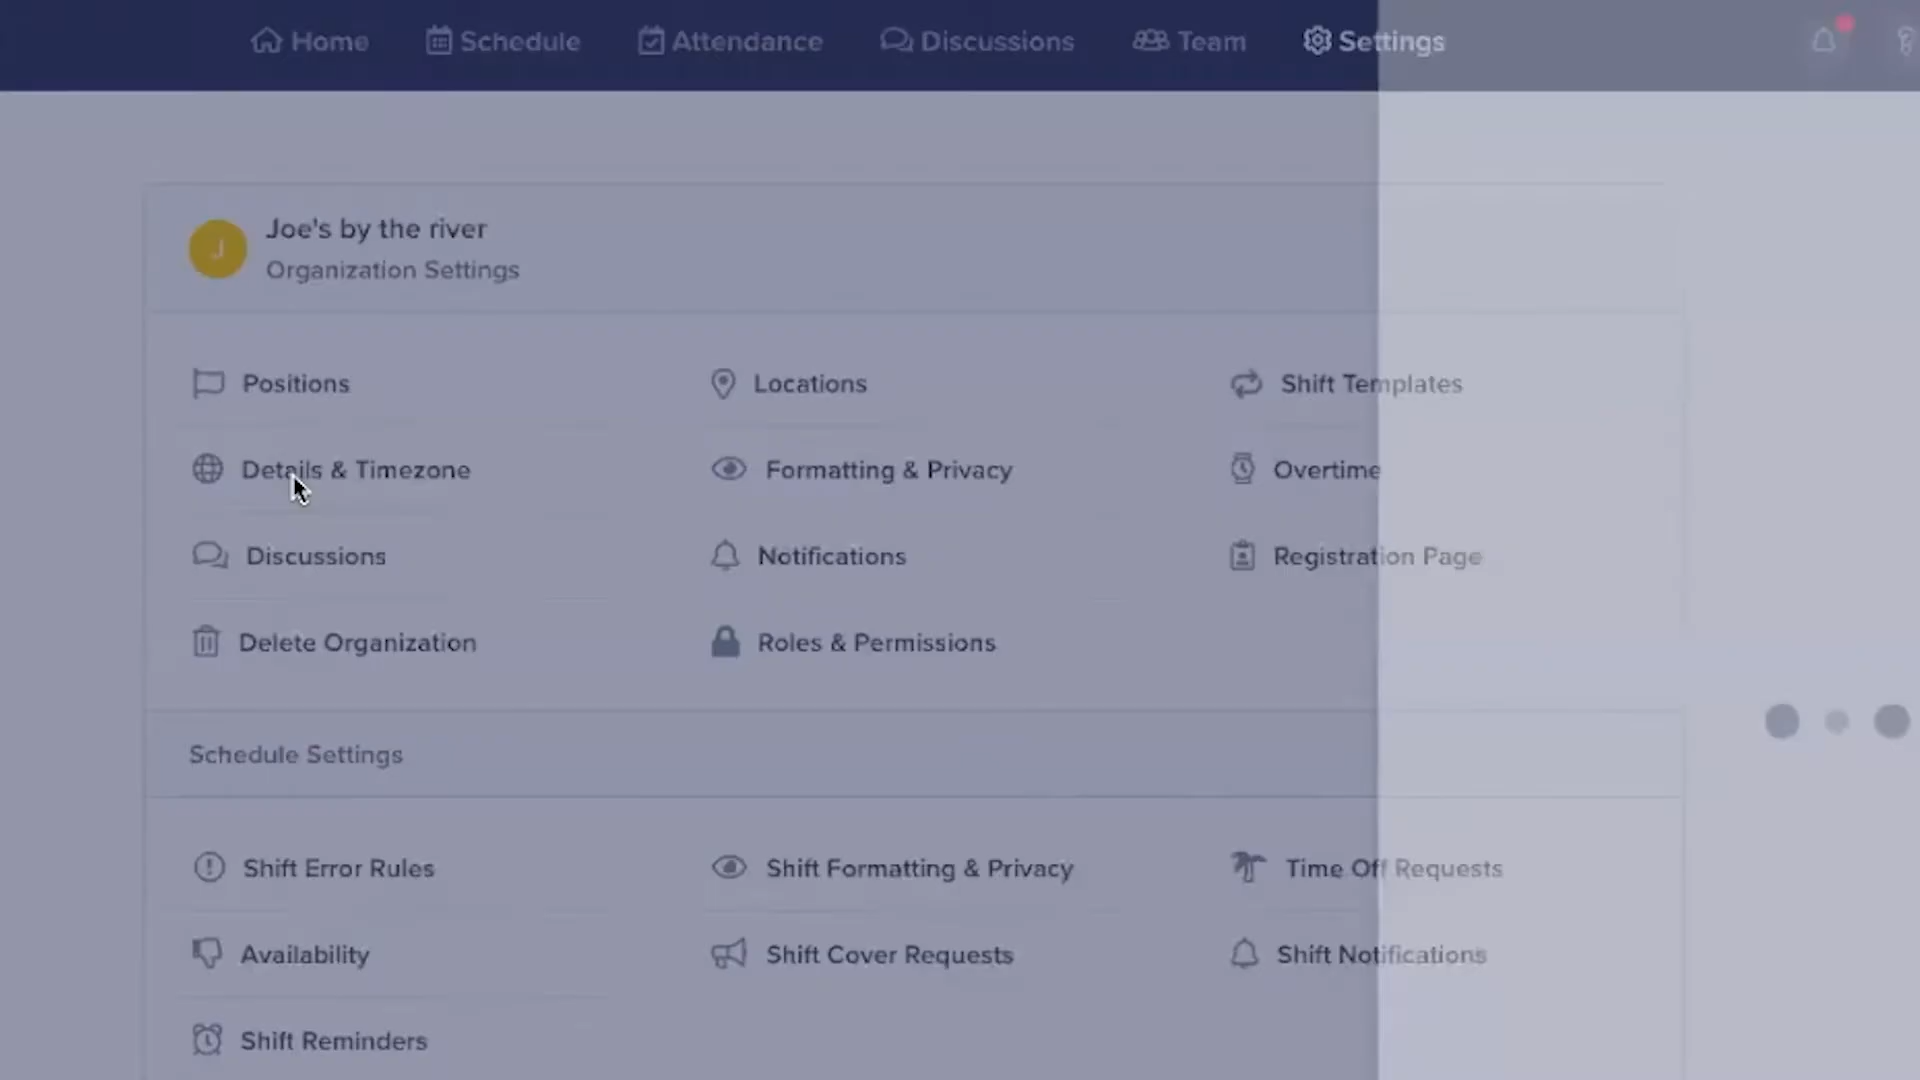 Home Schedule Attendance Discussions Team Settings
J
Joe's by the river
Organization Settings
Positions Locations Shift Templates
Details & Timezone Formatting & Privacy Overtime
Discussions Notifications Registration Page
Delete Organization Roles & Permissions
Schedule Settings
Shift Error Rules Shift Formatting & Privacy Time Off Requests
Availability Shift Cover Requests Shift Notifications
Shift Reminders